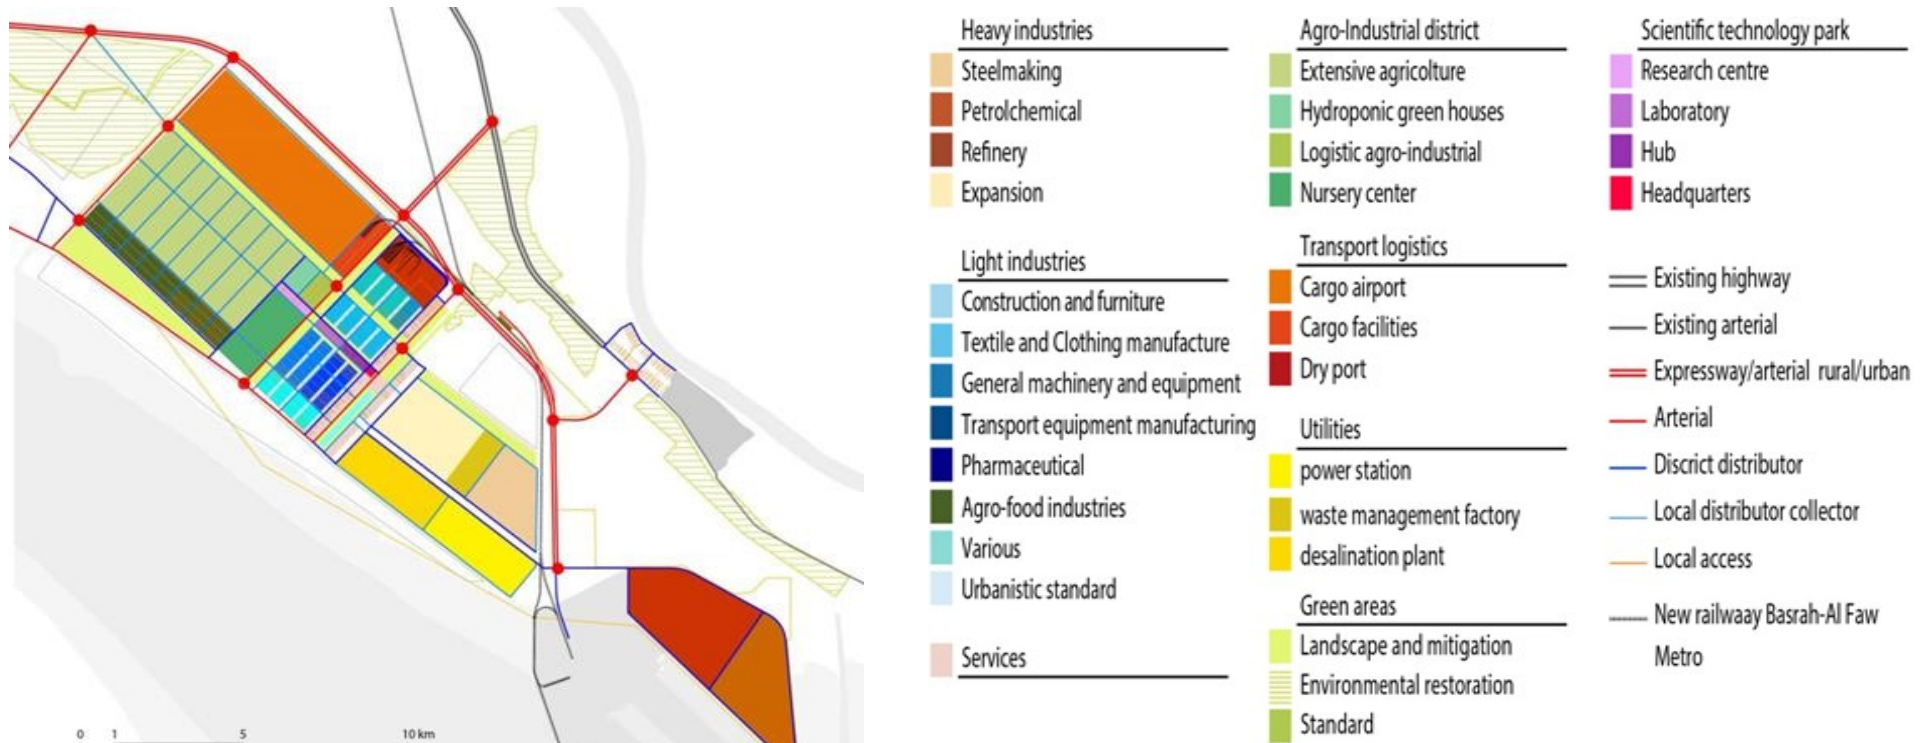 Heavy industries
Steelmaking
Petrolchemical
Refinery
Expansion
Light industries
Construction and furniture
Textile and Clothing manufacture
General machinery and equipment
Transport equipment manufacturing
Pharmaceutical
Agro-food industries
Various
Urbanistic standard
Services
Agro-Industrial district
Extensive agricolture
Hydroponic green houses
Logistic agro-industrial
Nursery center
Transport logistics
Cargo airport
Cargo facilities
Dry port
Utilities
power station
waste management factory
desalination plant
Green areas
Landscape and mitigation
Environmental restoration
Standard
Scientific technology park
Research centre
Laboratory
Hub
Headquarters
Existing highway
Existing arterial
Expressway/arterial rural/urban
Arterial
Discrict distributor
Local distributor collector
Local access
New railwaay Basrah-Al Faw
Metro
0 1 5 10 km